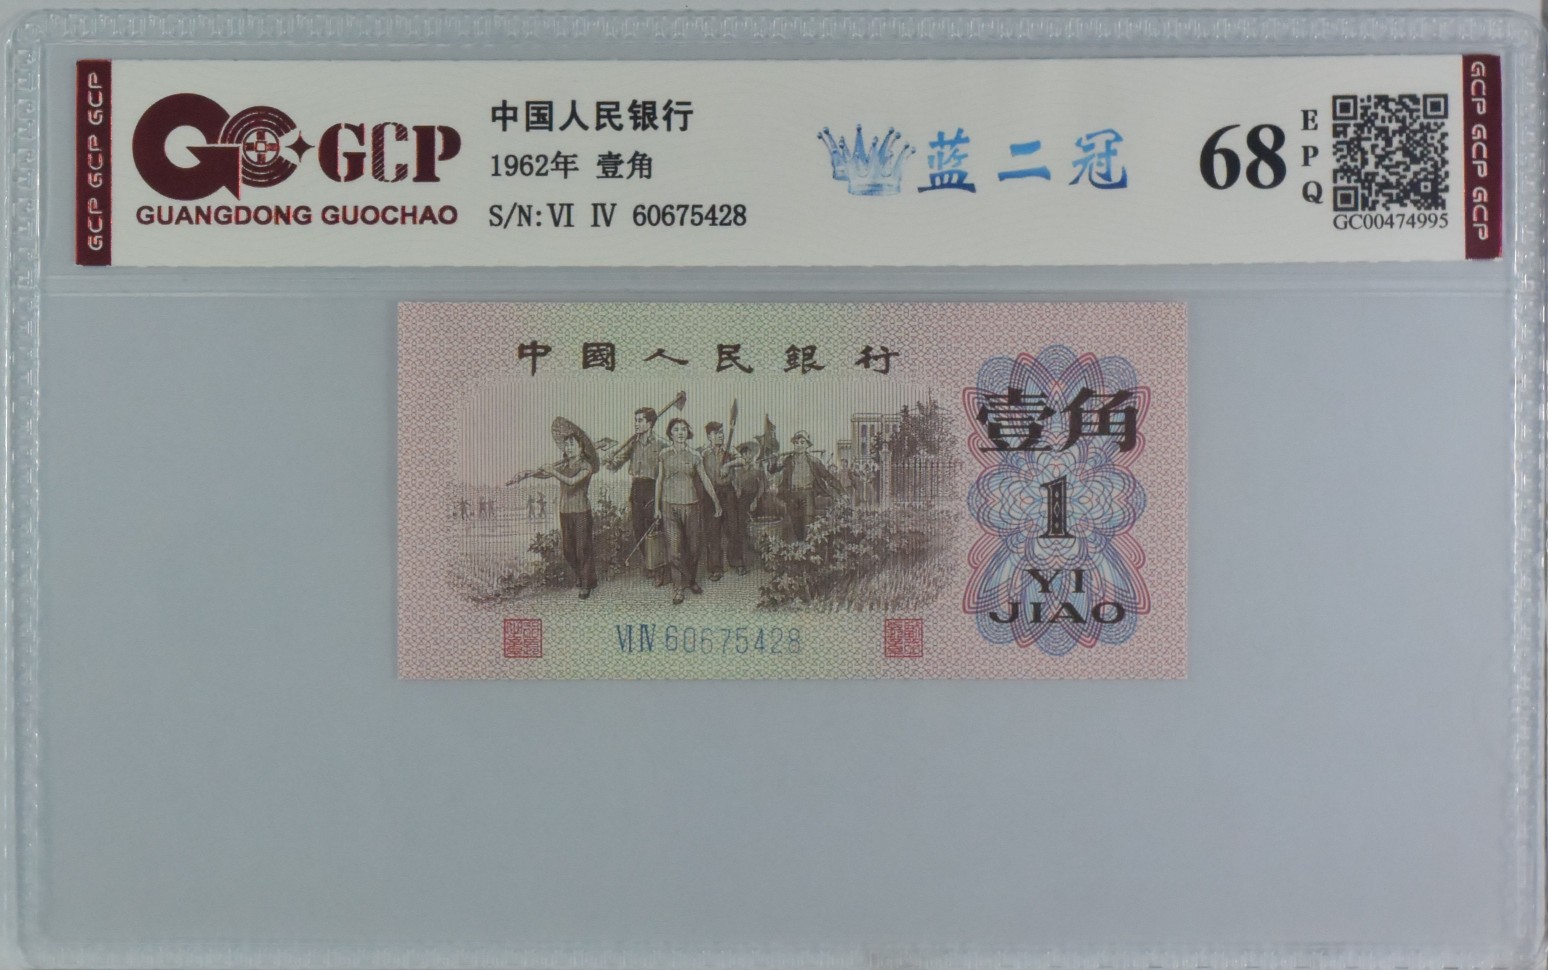 GCP GCP GCP
GCP
GUANGDONG GUOCHAO
中国人民银行
1962年 壹角
S/N: VI IV 60675428
蓝二冠
68
EPQ
GC00474995
GCP GCP GCP
中國人民銀行
壹角
1
YI
JIAO
VI IV 60675428